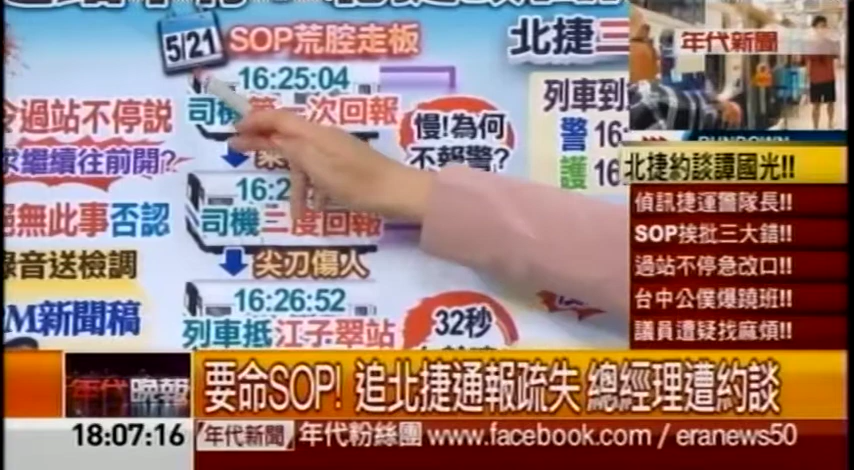 5/21
SOP荒腔走板
16:25:04
司機第一次回報
過站不停說
繼續往前開?
慢!為何
不報警?
北捷三
列車到
警 16:
護 16
16:2
司機二度回報
絕無此事否認
錄音送檢調
尖刀傷人
16:26:52
列車抵江子翠站
新聞稿
32秒
年代新聞
RUNDOWN
北捷約談譚國光!!
偵訊捷運警隊長!!
SOP挨批三大錯!!
過站不停急改口!!
台中公僕爆蹺班!!
議員遭疑找麻煩!!
年代晚報
要命SOP! 追北捷通報疏失 總經理遭約談
18:07:16
年代新聞 年代粉絲團 www.facebook.com / eranews50